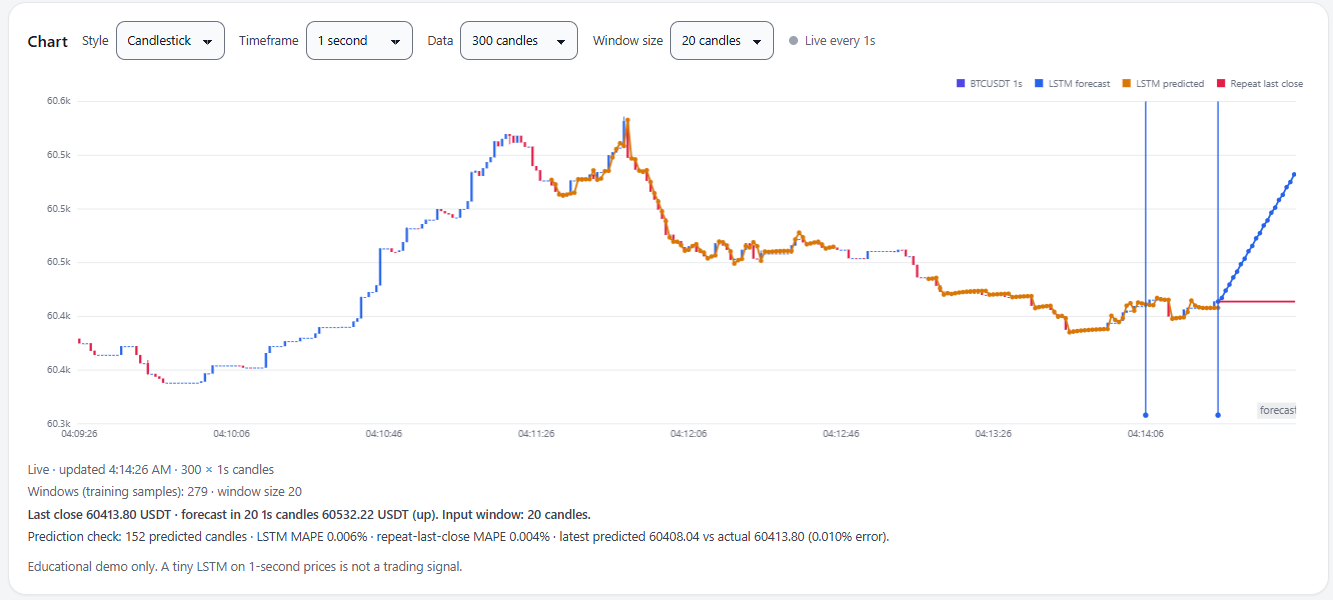 Chart Style Candlestick Timeframe 1 second Data 300 candles Window size 20 candles Live every 1s
BTCUSDT 1s LSTM forecast LSTM predicted Repeat last close
60.6k
60.5k
60.5k
60.5k
60.4k
60.4k
60.3k
forecast
04:09:26 04:10:06 04:10:46 04:11:26 04:12:06 04:12:46 04:13:26 04:14:06
Live · updated 4:14:26 AM · 300 × 1s candles
Windows (training samples): 279 · window size 20
Last close 60413.80 USDT · forecast in 20 1s candles 60532.22 USDT (up). Input window: 20 candles.
Prediction check: 152 predicted candles · LSTM MAPE 0.006% · repeat-last-close MAPE 0.004% · latest predicted 60408.04 vs actual 60413.80 (0.010% error).
Educational demo only. A tiny LSTM on 1-second prices is not a trading signal.